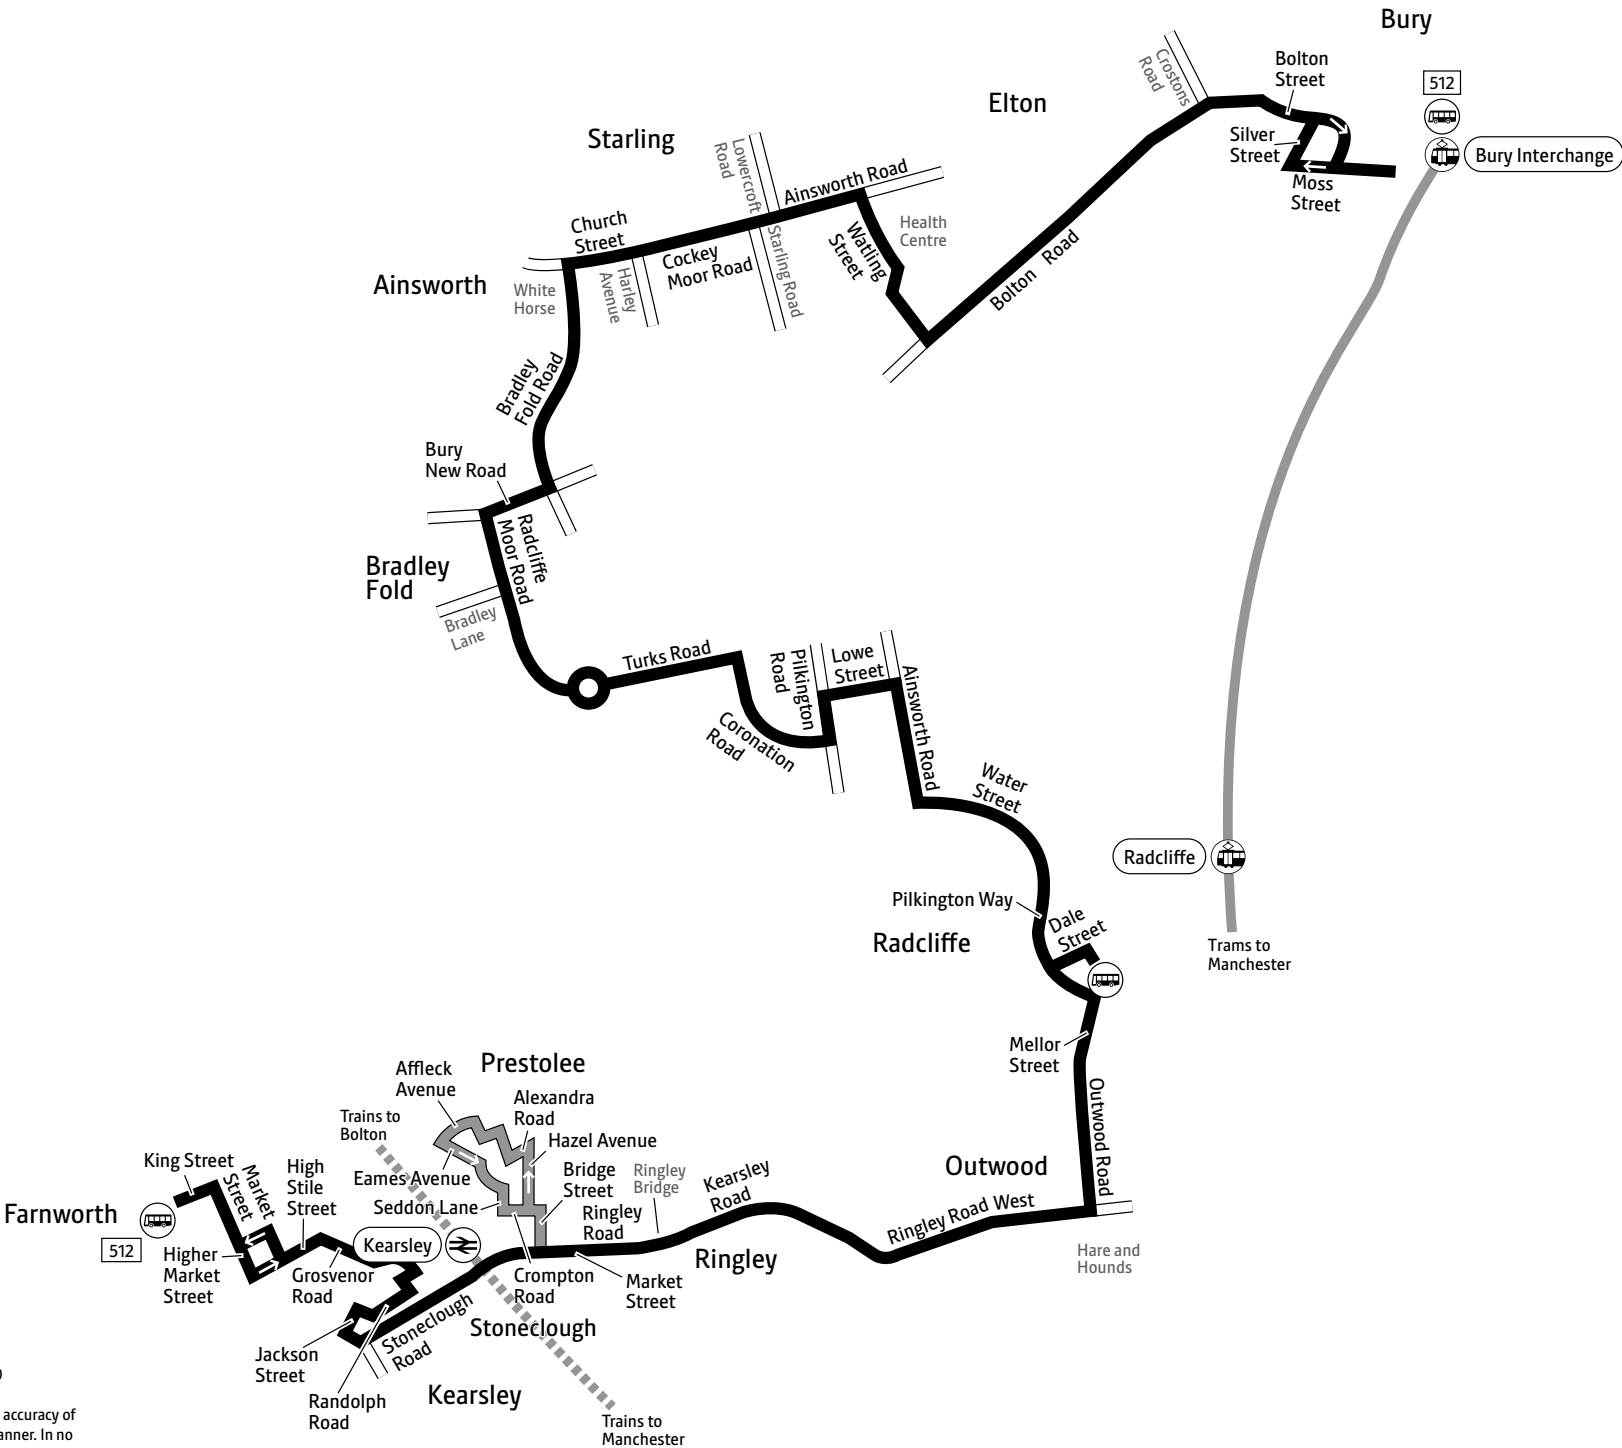 Bury
512
Bury Interchange
Bolton
Street
Crostons
Road
Silver
Street
Moss
Street
Elton
Starling
Lowercroft
Road
Ainsworth Road
Church
Street
Health
Centre
Watling
Street
Cockey
Moor Road
Starling Road
Harley
Avenue
Bolton Road
Ainsworth
White
Horse
Bradley
Fold Road
Bury
New Road
Radcliffe
Moor Road
Bradley
Fold
Bradley
Lane
Turks Road
Coronation
Road
Pilkington
Road
Lowe
Street
Ainsworth Road
Water
Street
Radcliffe
Pilkington Way
Dale
Street
Radcliffe
Trams to
Manchester
Mellor
Street
Outwood Road
Outwood
Ringley Road West
Hare and
Hounds
Prestolee
Affleck
Avenue
Alexandra
Road
Trains to
Bolton
Hazel Avenue
Eames Avenue
Bridge
Street
Ringley
Bridge
Kearsley
Road
Seddon Lane
Ringley
Road
Ringley
King Street
Market
Street
High
Stile
Street
Farnworth
512
Kearsley
Higher
Market
Street
Grosvenor
Road
Crompton
Road
Market
Street
Stoneclough
Road
Stoneclough
Jackson
Street
Randolph
Road
Kearsley
Trains to
Manchester
accuracy of
anner. In no